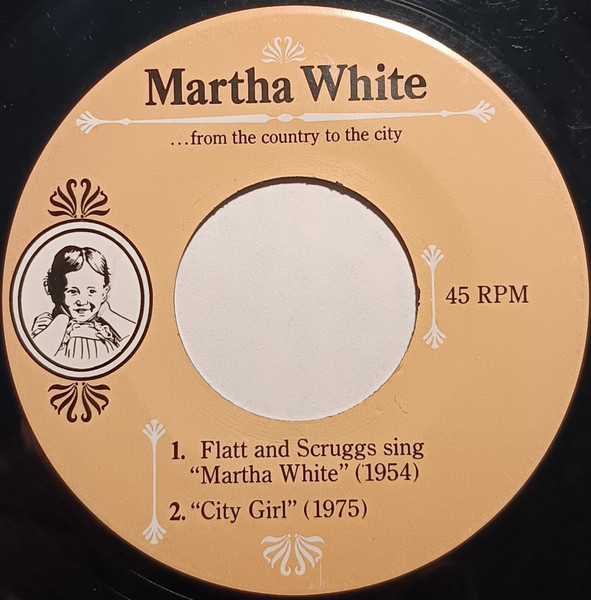 Martha White
...from the country to the city
45 RPM
1. Flatt and Scruggs sing
"Martha White" (1954)
2. "City Girl" (1975)